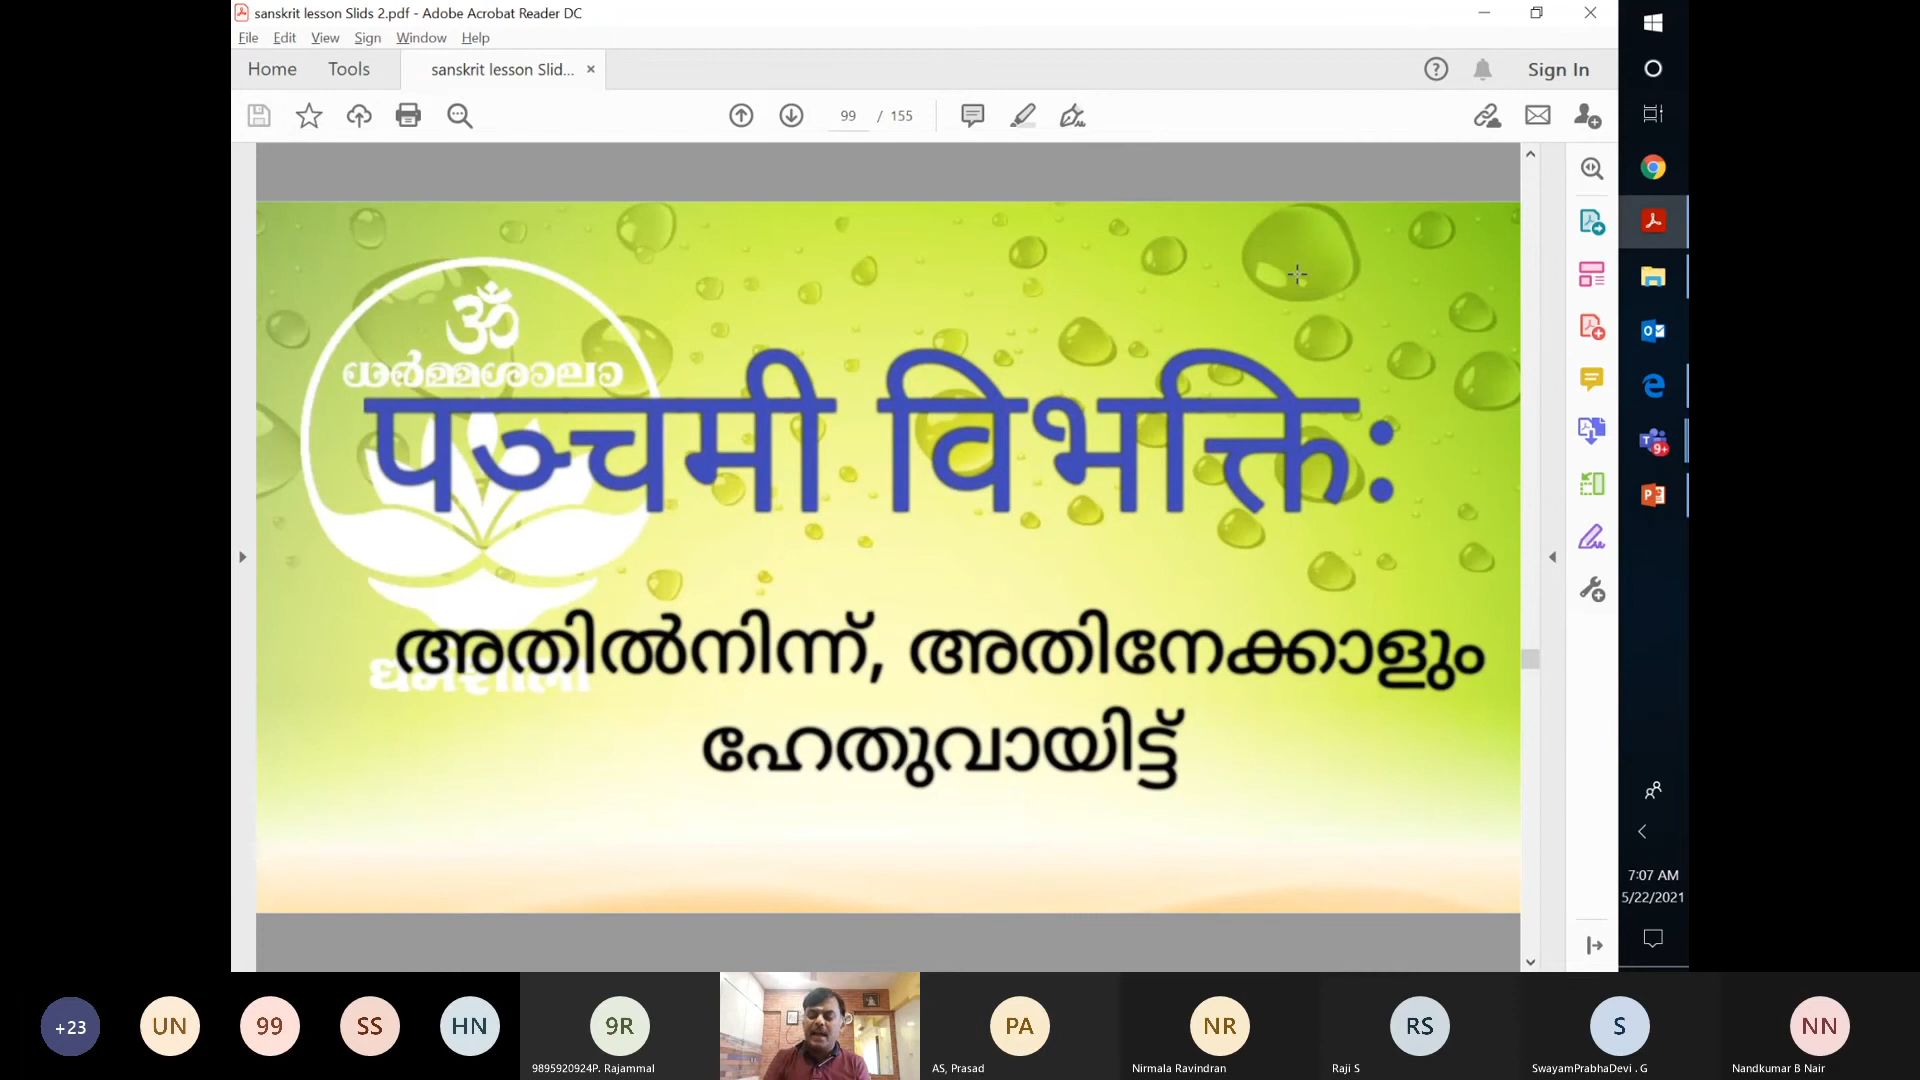 sanskrit lesson Slids 2.pdf - Adobe Acrobat Reader DC
File Edit View Sign Window Help
Home Tools sanskrit lesson Slid... × Sign In
99 / 155
ॐ
ധർമ്മശാലാ
पञ्चमी विभक्तिः
അതിൽനിന്ന്, അതിനേക്കാളും
धर्मशाला
ഹേതുവായിട്ട്
9+
7:07 AM
5/22/2021
+23 UN 99 SS HN 9R PA NR RS S NN
9895920924P. Rajammal AS, Prasad Nirmala Ravindran Raji S SwayamPrabhaDevi . G Nandkumar B Nair